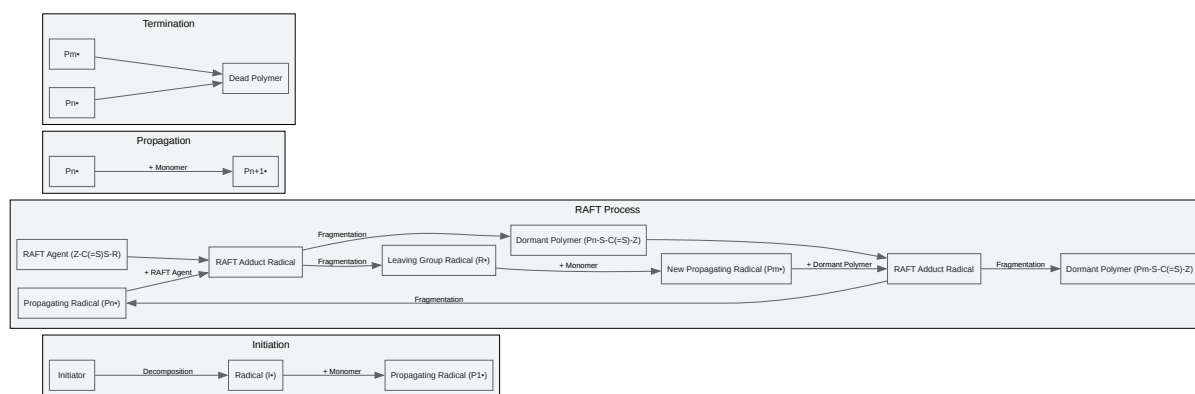 Termination
Pm•
Dead Polymer
Pn•
Propagation
Pn•
+ Monomer
Pn+1•
RAFT Process
Fragmentation
Dormant Polymer (Pn-S-C(=S)-Z)
RAFT Agent (Z-C(=S)S-R)
RAFT Adduct Radical
Fragmentation
Leaving Group Radical (R•)
+ Monomer
New Propagating Radical (Pm•)
+ Dormant Polymer
RAFT Adduct Radical
Fragmentation
Dormant Polymer (Pm-S-C(=S)-Z)
+ RAFT Agent
Propagating Radical (Pn•)
Fragmentation
Initiation
Initiator
Decomposition
Radical (I•)
+ Monomer
Propagating Radical (P1•)